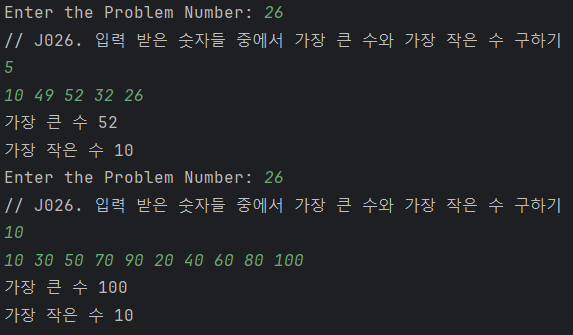 Enter the Problem Number: 26
// J026. 입력 받은 숫자들 중에서 가장 큰 수와 가장 작은 수 구하기
5
10 49 52 32 26
가장 큰 수 52
가장 작은 수 10
Enter the Problem Number: 26
// J026. 입력 받은 숫자들 중에서 가장 큰 수와 가장 작은 수 구하기
10
10 30 50 70 90 20 40 60 80 100
가장 큰 수 100
가장 작은 수 10